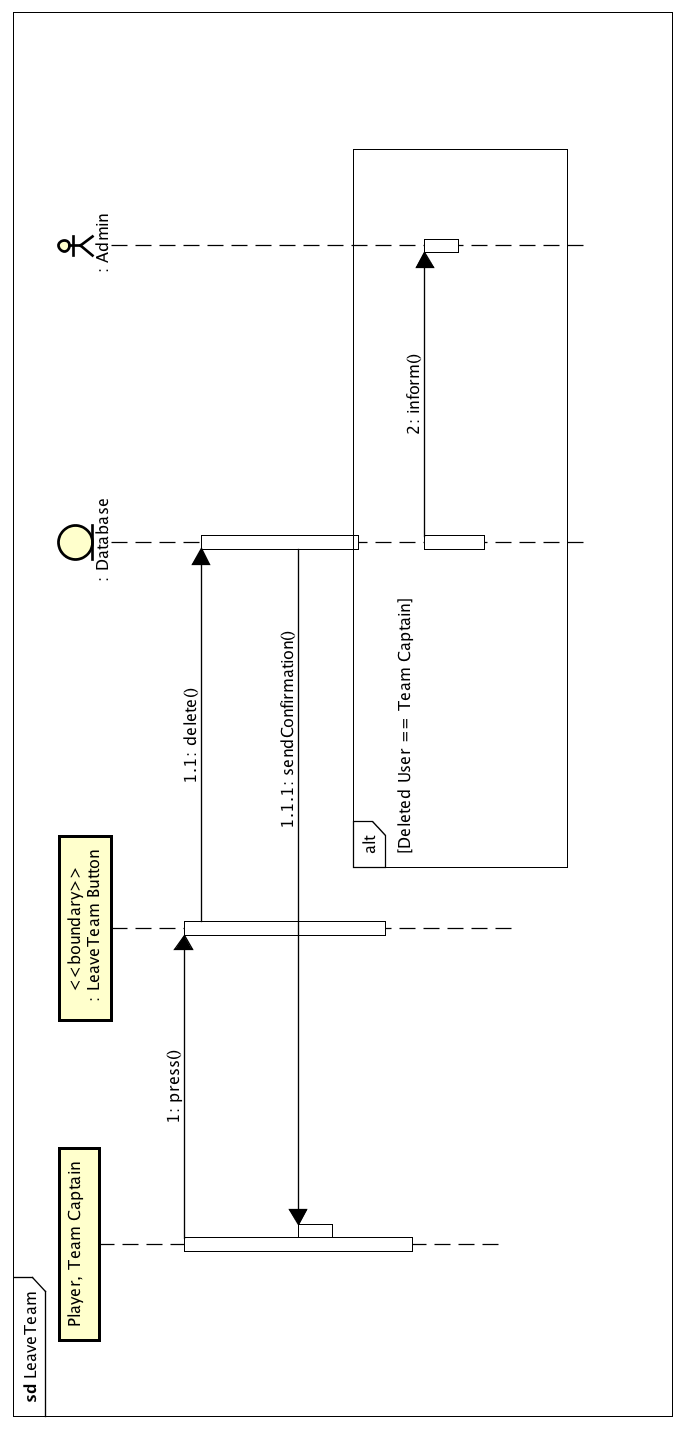 sd LeaveTeam
Player, Team Captain
<<boundary>>
: LeaveTeam Button
: Database
: Admin
1: press()
1.1: delete()
1.1.1: sendConfirmation()
alt
[Deleted User == Team Captain]
2: inform()